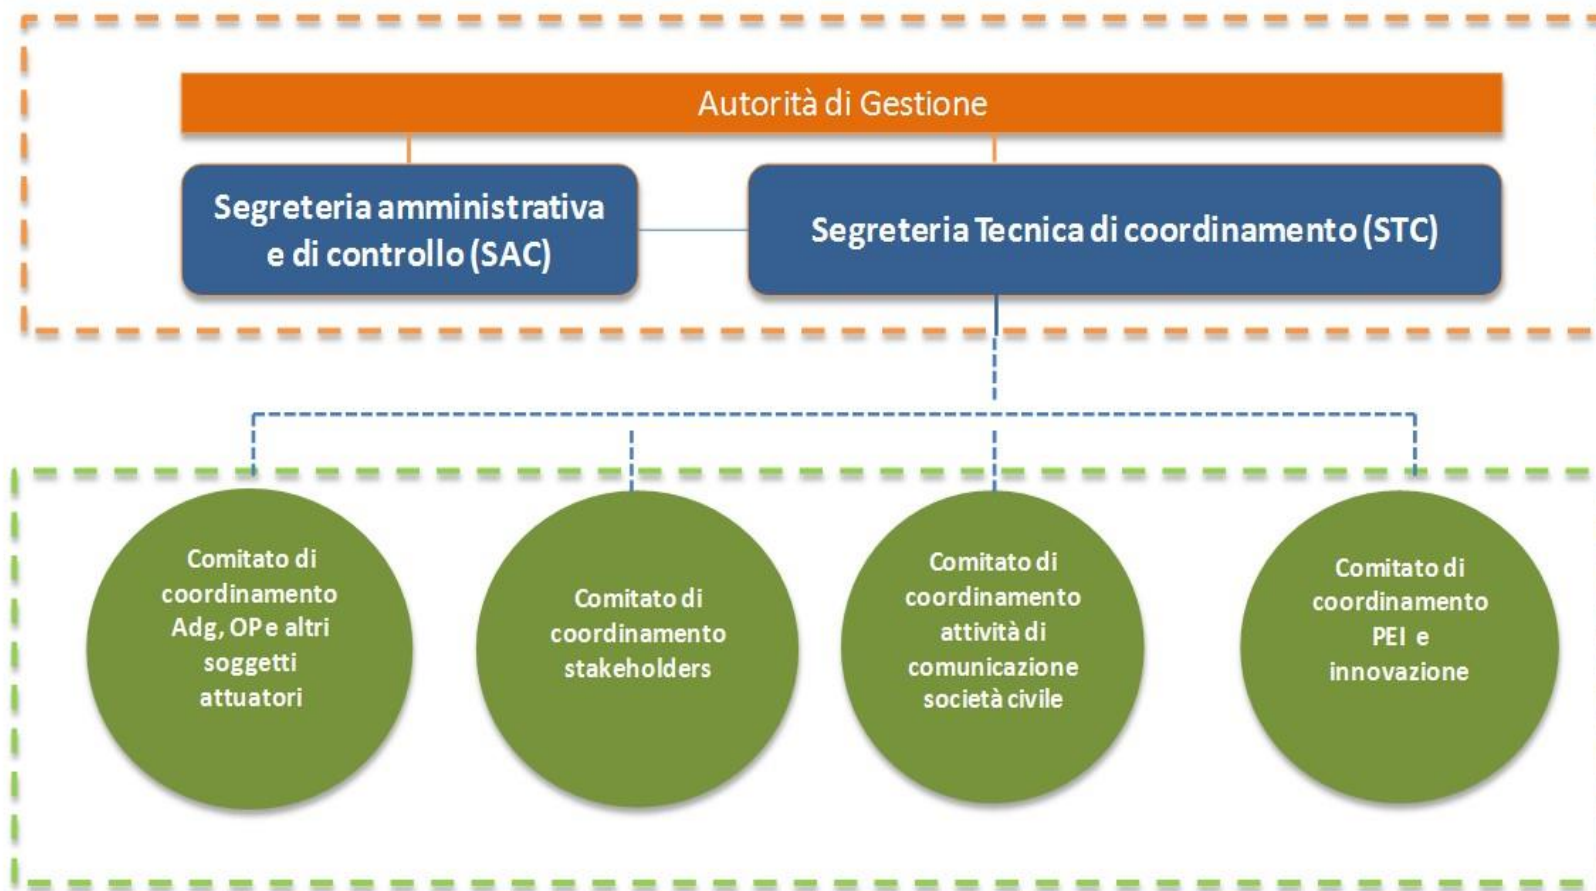 Autorità di Gestione
Segreteria amministrativa
e di controllo (SAC)
Segreteria Tecnica di coordinamento (STC)
Comitato di
coordinamento
Adg, OP e altri
soggetti
attuatori
Comitato di
coordinamento
stakeholders
Comitato di
coordinamento
attività di
comunicazione
società civile
Comitato di
coordinamento
PEI e
innovazione